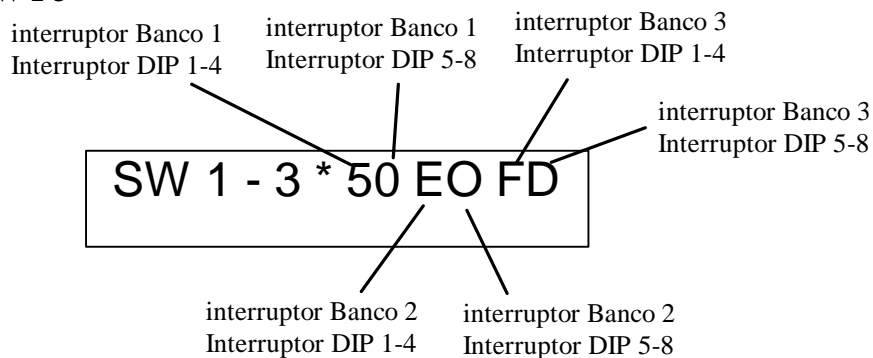 interruptor Banco 1
Interruptor DIP 1-4
interruptor Banco 1
Interruptor DIP 5-8
interruptor Banco 3
Interruptor DIP 1-4
interruptor Banco 3
Interruptor DIP 5-8
SW 1 - 3 * 50 EO FD
interruptor Banco 2
Interruptor DIP 1-4
interruptor Banco 2
Interruptor DIP 5-8